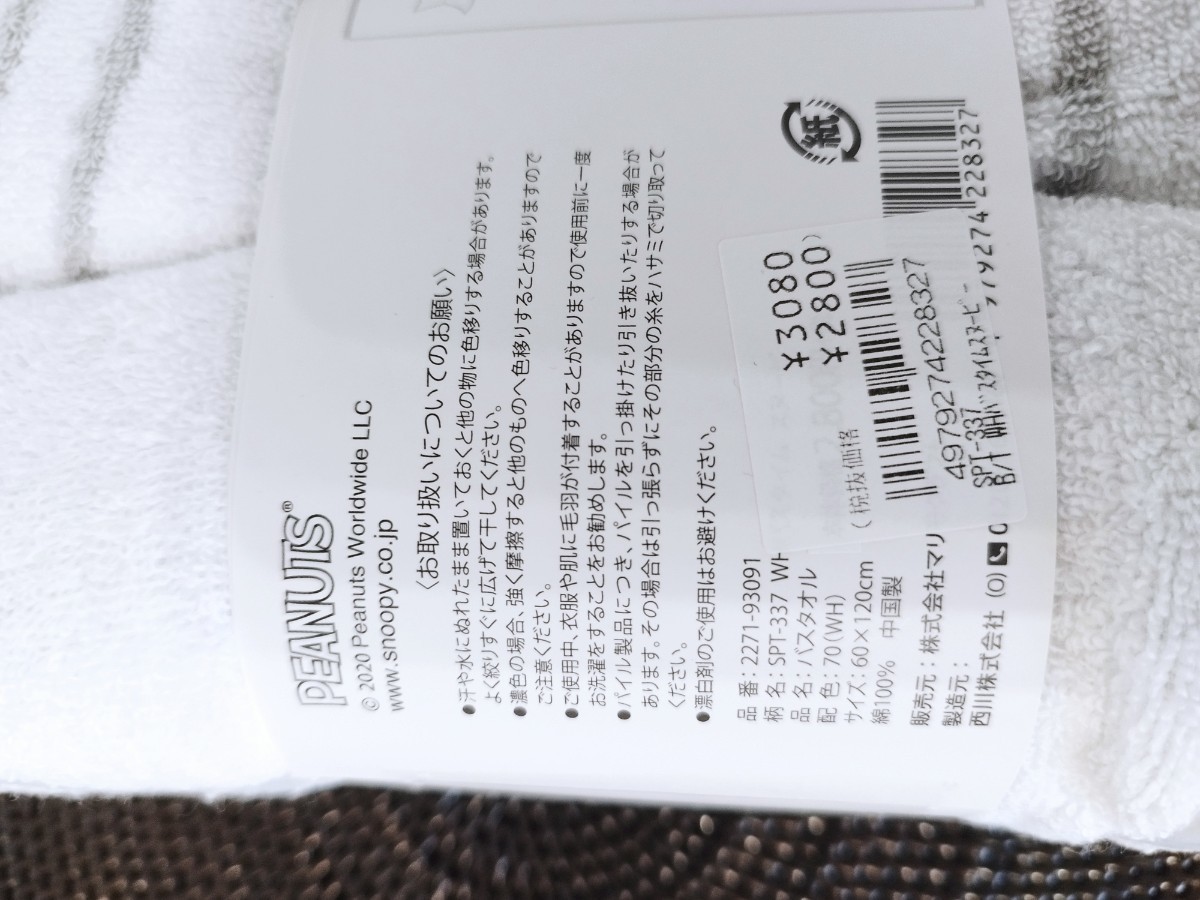 PEANUTS®
© 2020 Peanuts Worldwide LLC
www.snoopy.co.jp
〈お取り扱いについてのお願い〉
●汗や水にぬれたまま置いておくと他の物に色移りする場合があります。
よく絞りすぐに広げて干してください。
●濃色の場合、強く摩擦すると他のものへ色移りすることがありますので
ご注意ください。
●ご使用中、衣服や肌に毛羽が付着することがありますので使用前に一度
お洗濯をすることをお勧めします。
●パイル製品につき、パイルを引っ掛けたり引き抜いたりする場合が
あります。その場合は引っ張らずにその部分の糸をハサミで切り取って
ください。
●漂白剤のご使用はお避けください。
品 番：2271-93091
柄 名：SPT-337 WH
品 名：バスタオル
配 色：70(WH)
サイズ：60×120cm
綿100% 中国製
販売元：株式会社マリ
製造元：
西川株式会社 (O)
紙
¥3080
¥2800)
(税抜価格
4979274228327
SPT-337
B/T バスタイムスヌーピー
79274 228327